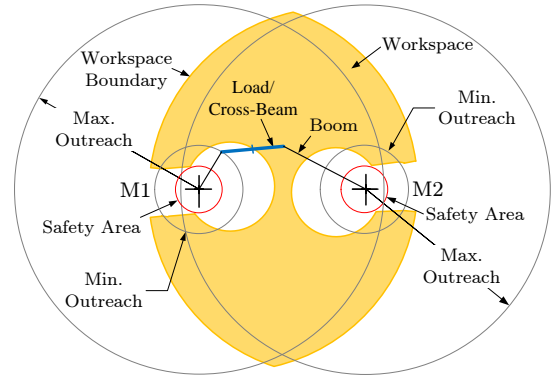 Workspace
Boundary
Workspace
Load/
Cross-Beam
Min.
Outreach
Max.
Outreach
Boom
M1
M2
Safety Area
Safety Area
Min.
Outreach
Max.
Outreach